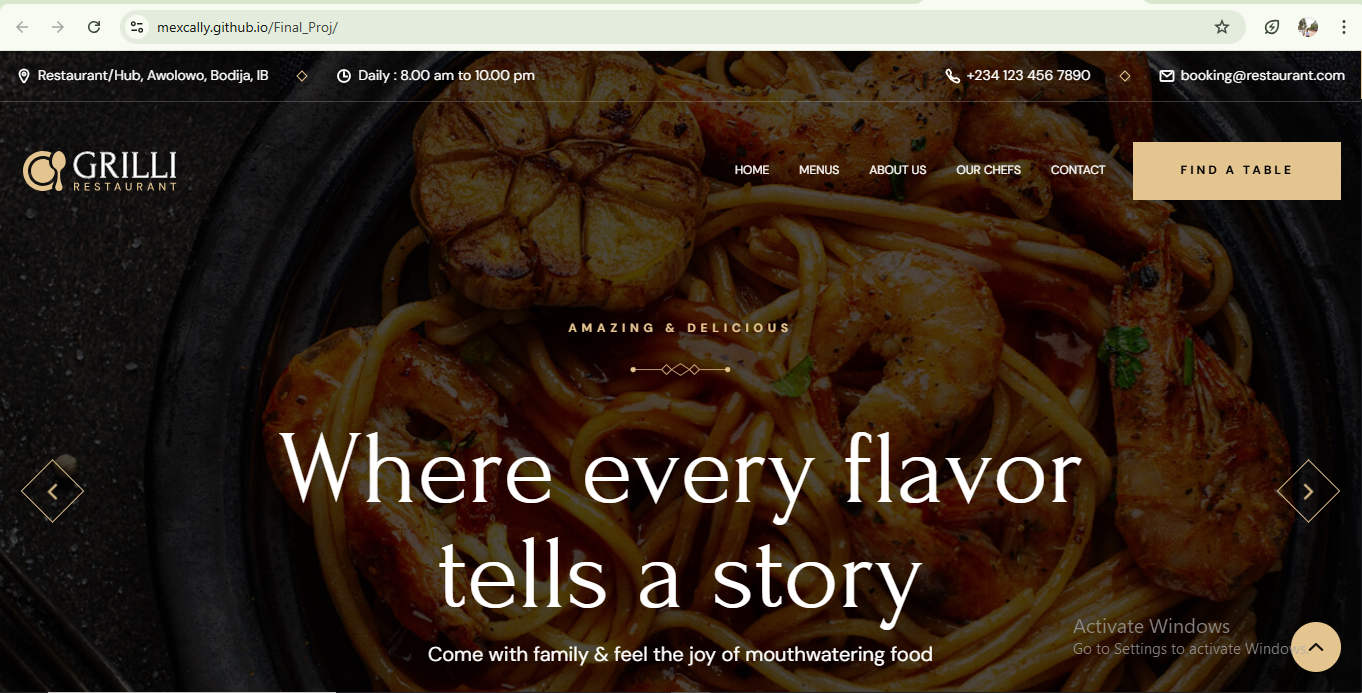 mexcally.github.io/Final_Proj/
Restaurant/Hub, Awolowo, Bodija, IB
Daily : 8.00 am to 10.00 pm
+234 123 456 7890
booking@restaurant.com
GRILLI
RESTAURANT
HOME
MENUS
ABOUT US
OUR CHEFS
CONTACT
FIND A TABLE
AMAZING & DELICIOUS
Where every flavor
tells a story
Come with family & feel the joy of mouthwatering food
Activate Windows
Go to Settings to activate Windows.